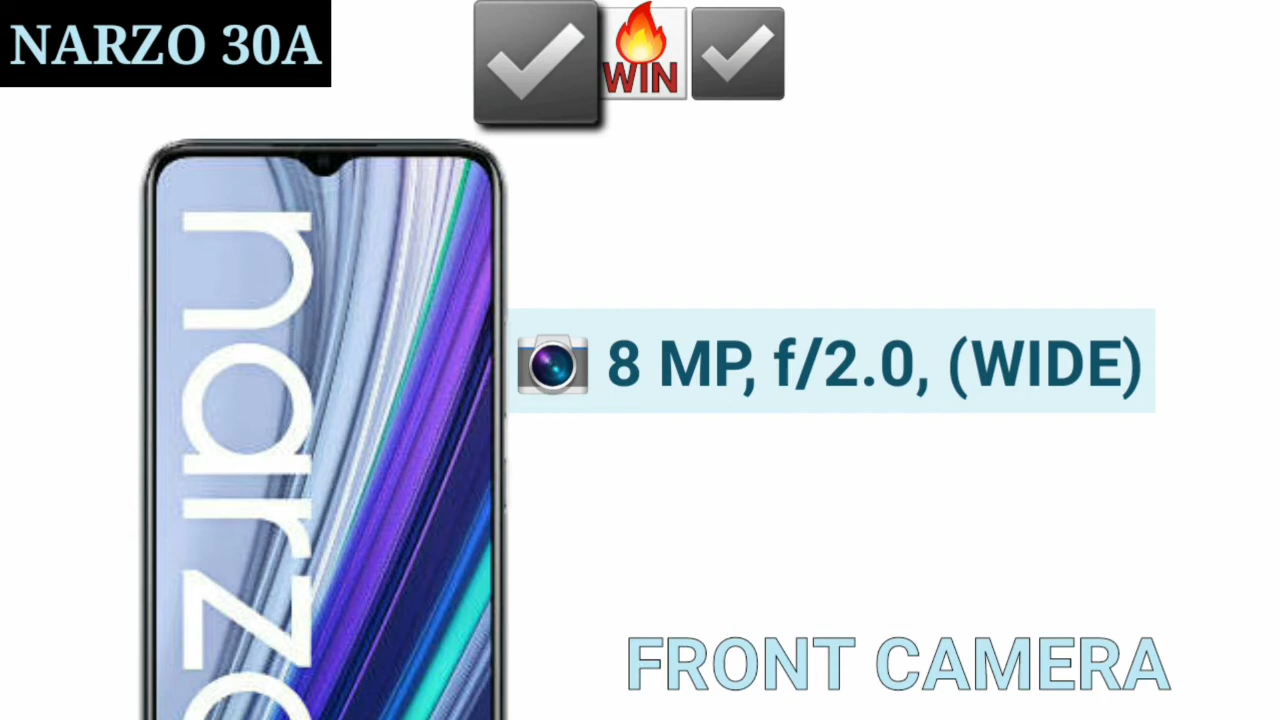 NARZO 30A
WIN
8 MP, f/2.0, (WIDE)
narzo
FRONT CAMERA